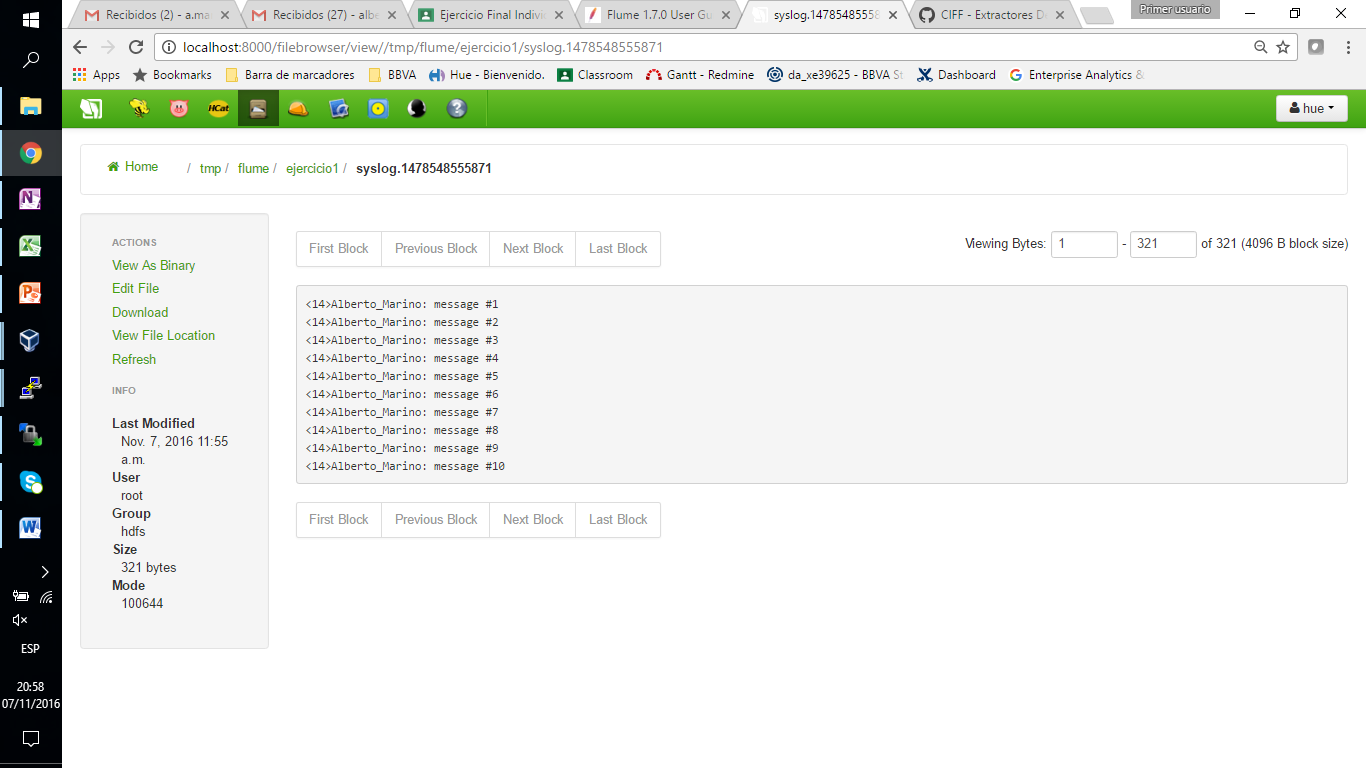 Recibidos (2) - a.ma
Recibidos (27) - albe
Ejercicio Final Indivi
Flume 1.7.0 User Gu
syslog.14785485558
CIFF - Extractores D
Primer usuario
localhost:8000/filebrowser/view//tmp/flume/ejercicio1/syslog.1478548555871
Apps
Bookmarks
Barra de marcadores
BBVA
Hue - Bienvenido.
Classroom
Gantt - Redmine
da_xe39625 - BBVA St
Dashboard
Enterprise Analytics &
HCat
hue
Home / tmp / flume / ejercicio1 / syslog.1478548555871
ACTIONS
View As Binary
Edit File
Download
View File Location
Refresh
INFO
Last Modified
Nov. 7, 2016 11:55
a.m.
User
root
Group
hdfs
Size
321 bytes
Mode
100644
First Block
Previous Block
Next Block
Last Block
Viewing Bytes: 1 - 321 of 321 (4096 B block size)
<14>Alberto_Marino: message #1
<14>Alberto_Marino: message #2
<14>Alberto_Marino: message #3
<14>Alberto_Marino: message #4
<14>Alberto_Marino: message #5
<14>Alberto_Marino: message #6
<14>Alberto_Marino: message #7
<14>Alberto_Marino: message #8
<14>Alberto_Marino: message #9
<14>Alberto_Marino: message #10
First Block
Previous Block
Next Block
Last Block
ESP
20:58
07/11/2016